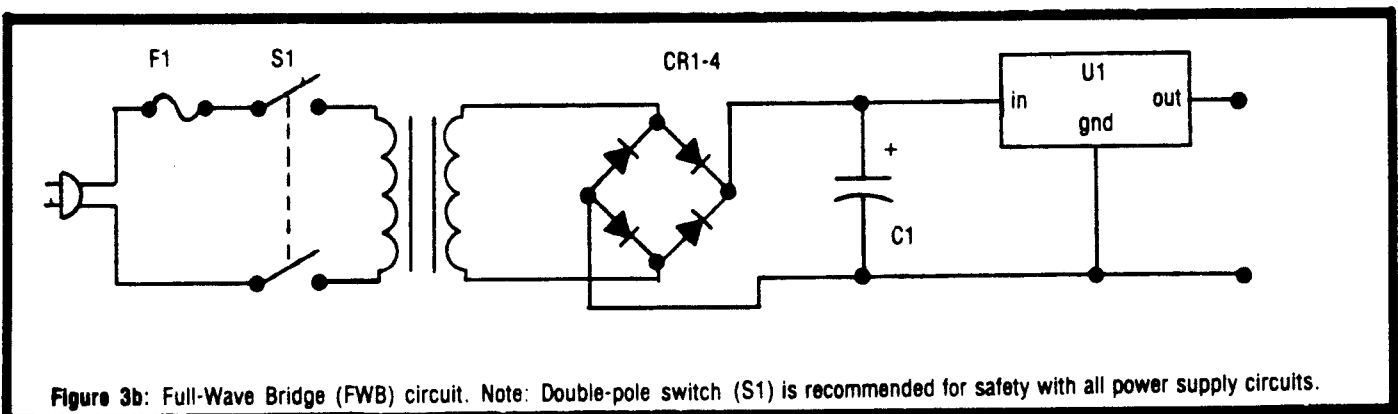 F1
S1
CR1-4
U1
in
out
gnd
+
C1
Figure 3b: Full-Wave Bridge (FWB) circuit. Note: Double-pole switch (S1) is recommended for safety with all power supply circuits.